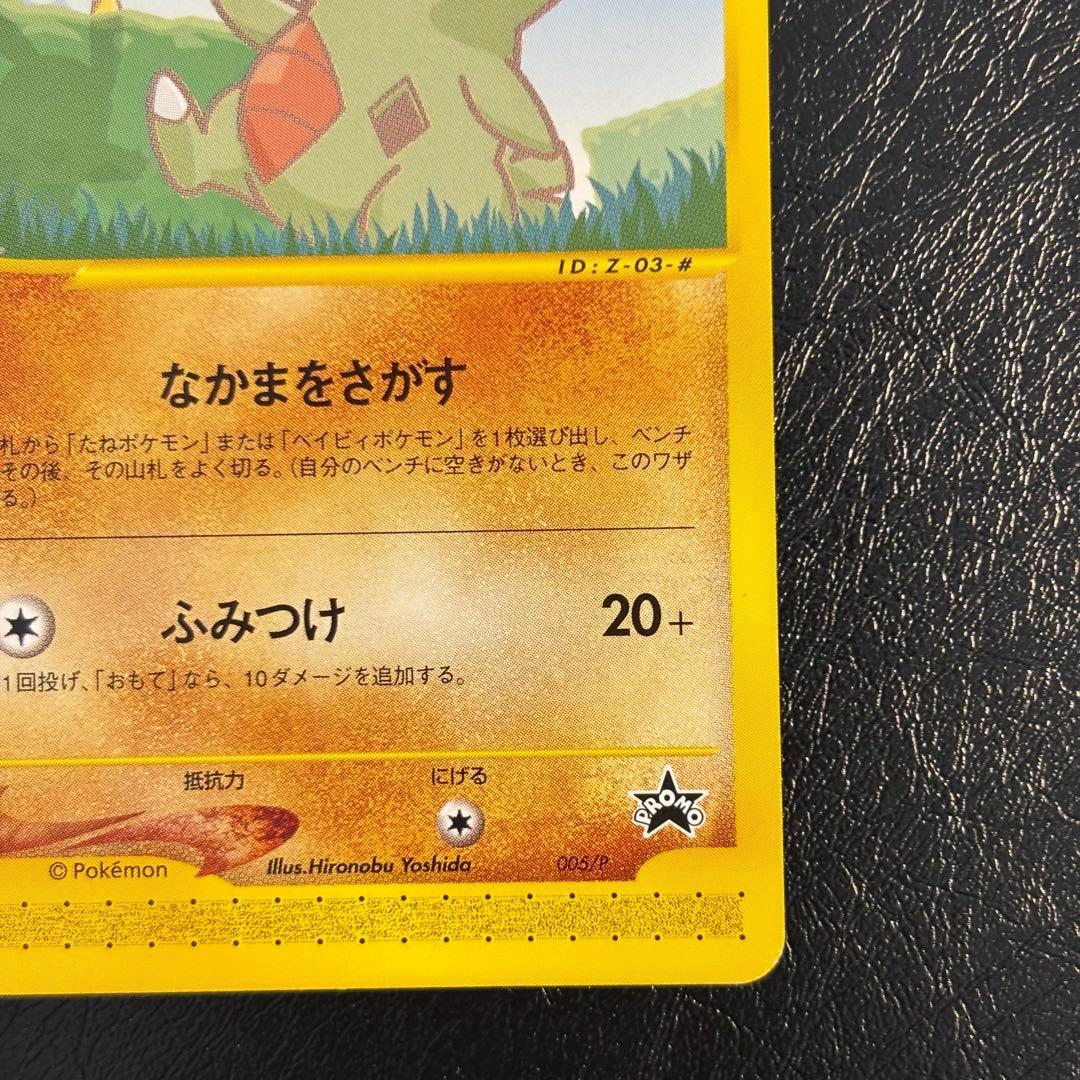 ID:Z-03-#
なかまをさがす
札から「たねポケモン」または「ベイビィポケモン」を1枚選び出し、ベンチ
その後、その山札をよく切る。（自分のベンチに空きがないとき、このワザ
る。）
ふみつけ 20+
1回投げ、「おもて」なら、10ダメージを追加する。
抵抗力 にげる
PROMO
©Pokémon Illus.Hironobu Yoshida 005/P